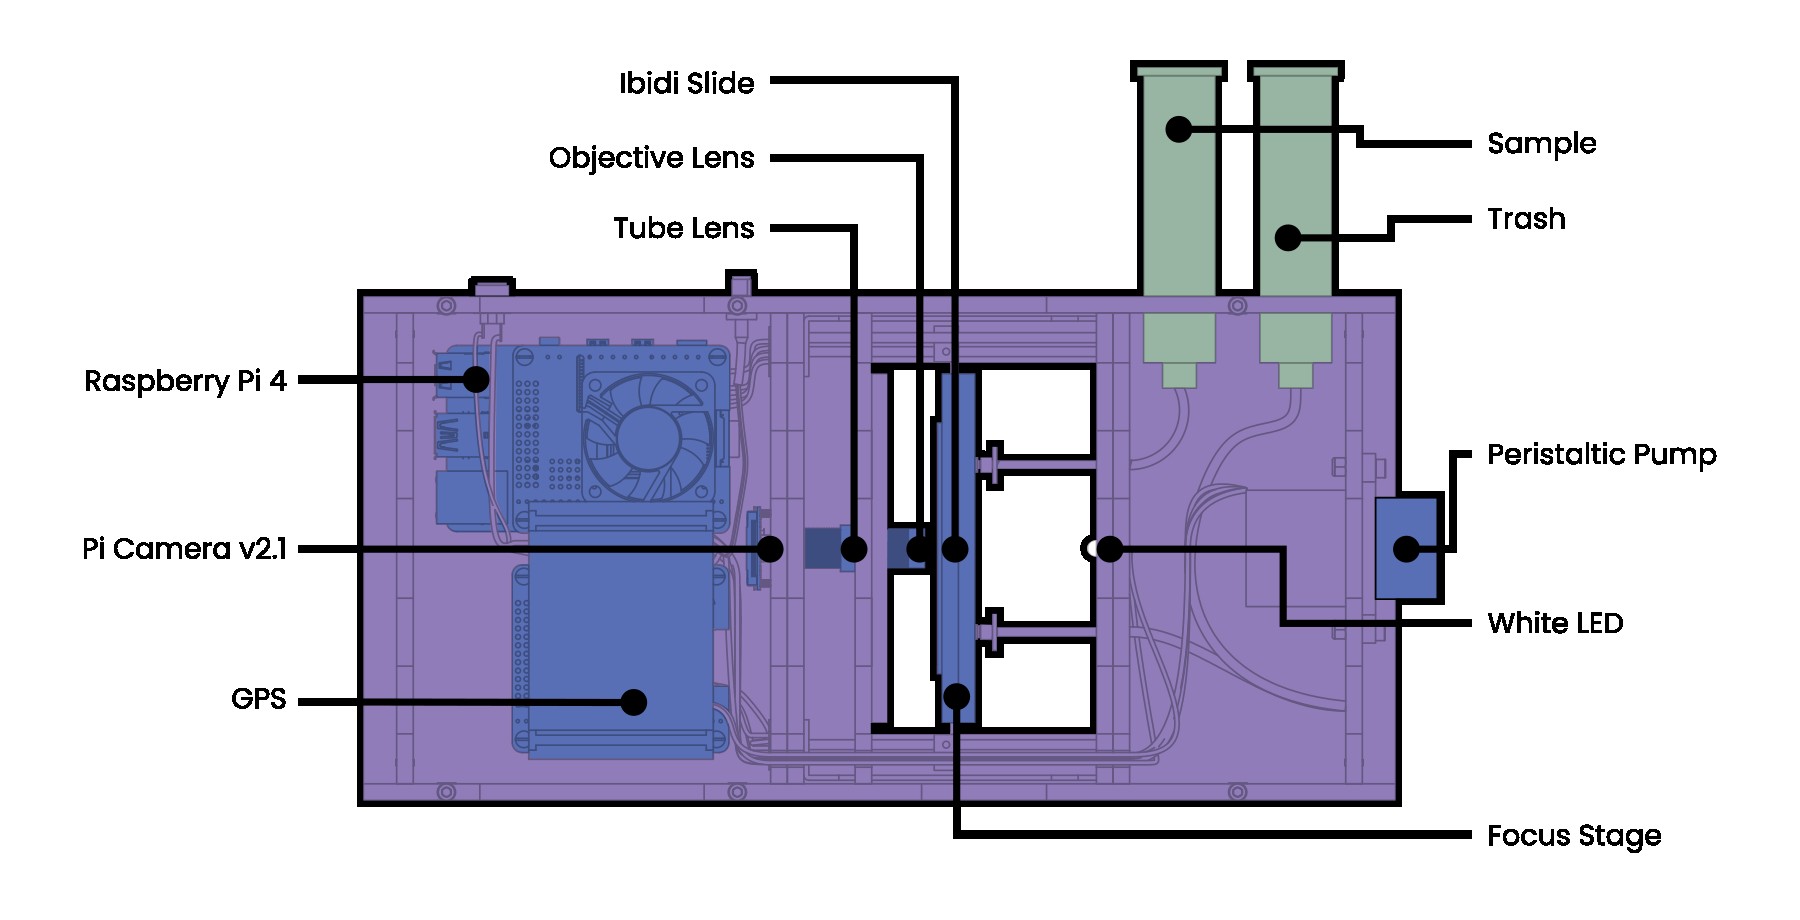 Ibidi Slide
Objective Lens
Tube Lens
Sample
Trash
Raspberry Pi 4
Peristaltic Pump
Pi Camera v2.1
White LED
GPS
Focus Stage